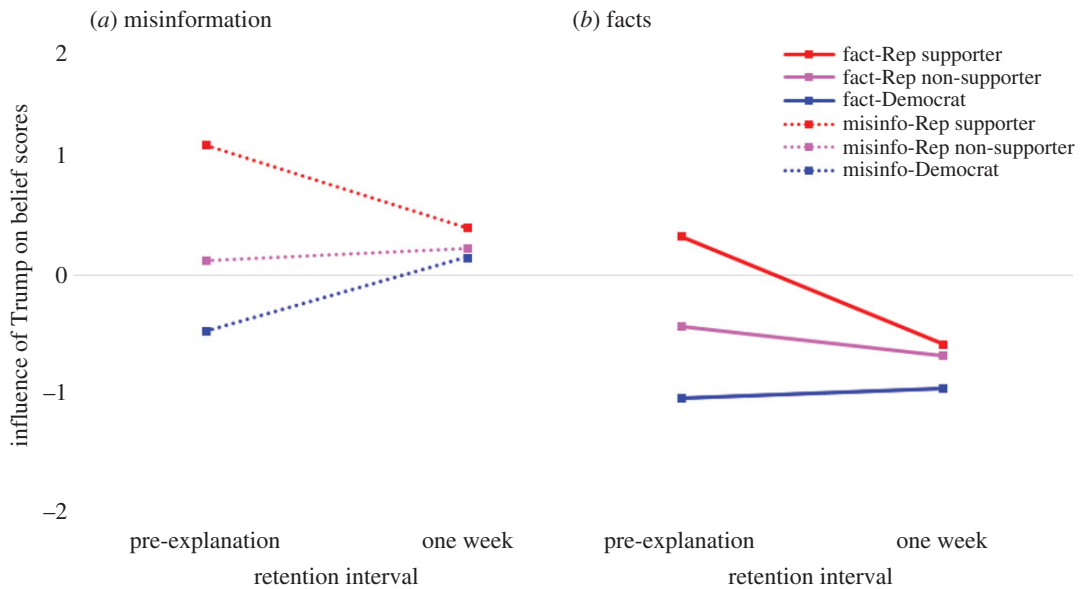 (a) misinformation
(b) facts
2
1
0
–1
–2
influence of Trump on belief scores
fact-Rep supporter
fact-Rep non-supporter
fact-Democrat
misinfo-Rep supporter
misinfo-Rep non-supporter
misinfo-Democrat
pre-explanation
one week
pre-explanation
one week
retention interval
retention interval